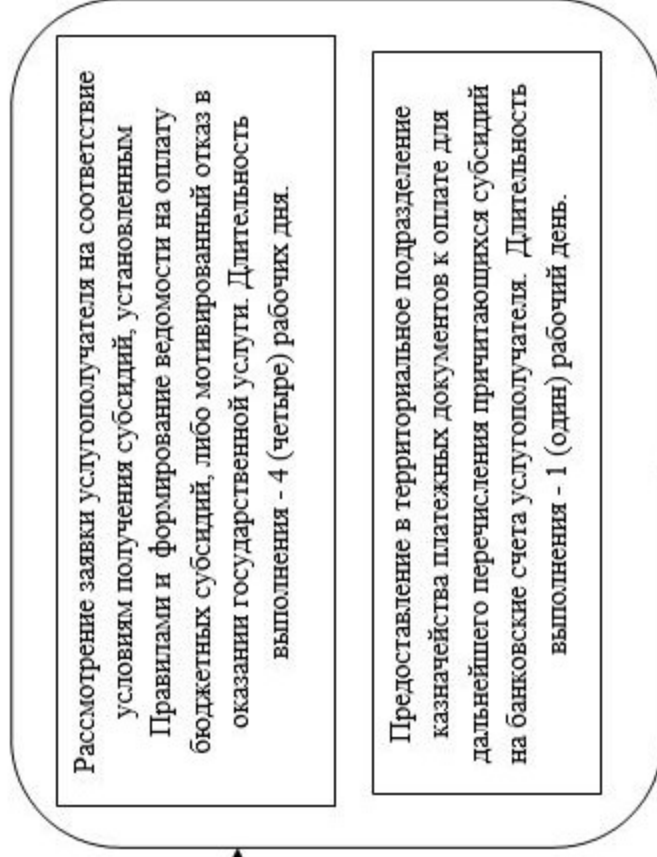 Рассмотрение заявки услугополучателя на соответствие
условиям получения субсидий, установленным
Правилами и формирование ведомости на оплату
бюджетных субсидий, либо мотивированный отказ в
оказании государственной услуги. Длительность
выполнения - 4 (четыре) рабочих дня.
Предоставление в территориальное подразделение
казначейства платежных документов к оплате для
дальнейшего перечисления причитающихся субсидий
на банковские счета услугополучателя. Длительность
выполнения - 1 (один) рабочий день.